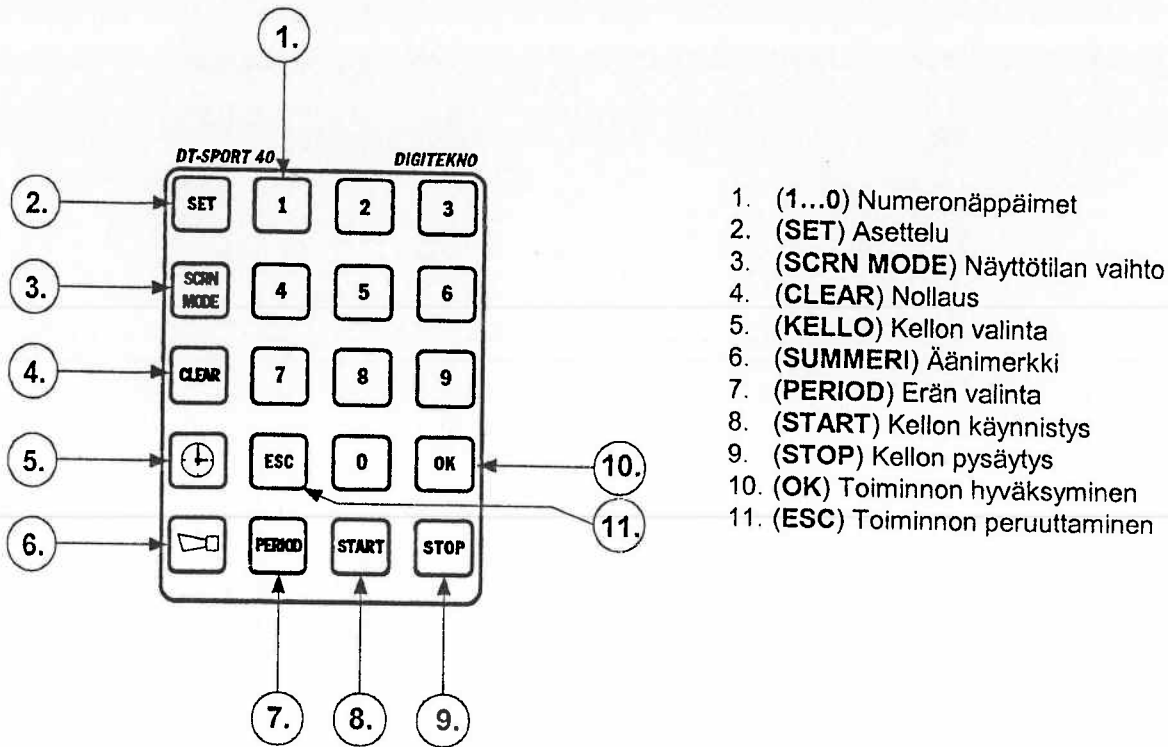 1.
DT-SPORT 40 DIGITEKNO
2. SET 1 2 3
3. SCRN MODE 4 5 6
4. CLEAR 7 8 9
5. ESC 0 OK 10.
11.
6. PERIOD START STOP
7. 8. 9.
1. (1...0) Numeronäppäimet
2. (SET) Asettelu
3. (SCRN MODE) Näyttötilan vaihto
4. (CLEAR) Nollaus
5. (KELLO) Kellon valinta
6. (SUMMERI) Äänimerkki
7. (PERIOD) Erän valinta
8. (START) Kellon käynnistys
9. (STOP) Kellon pysäytys
10. (OK) Toiminnon hyväksyminen
11. (ESC) Toiminnon peruuttaminen